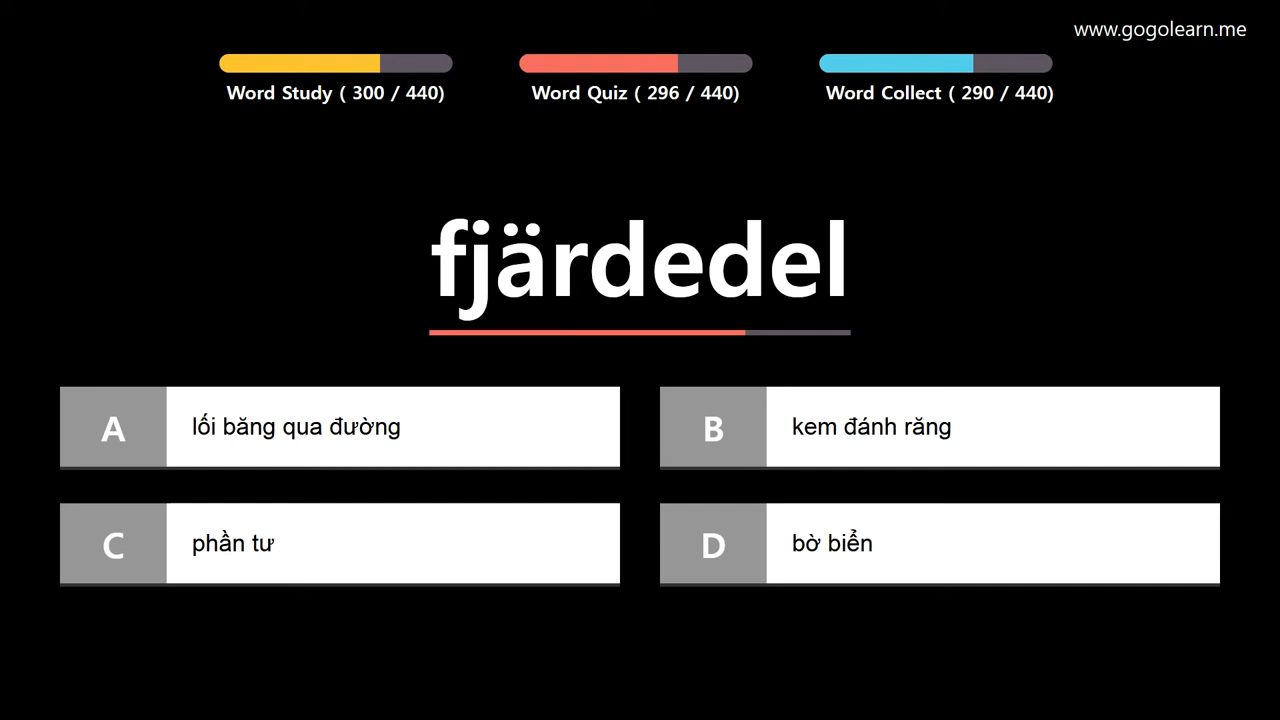 www.gogolearn.me
Word Study ( 300 / 440)
Word Quiz ( 296 / 440)
Word Collect ( 290 / 440)
fjärdedel
A
lối băng qua đường
B
kem đánh răng
C
phần tư
D
bờ biển